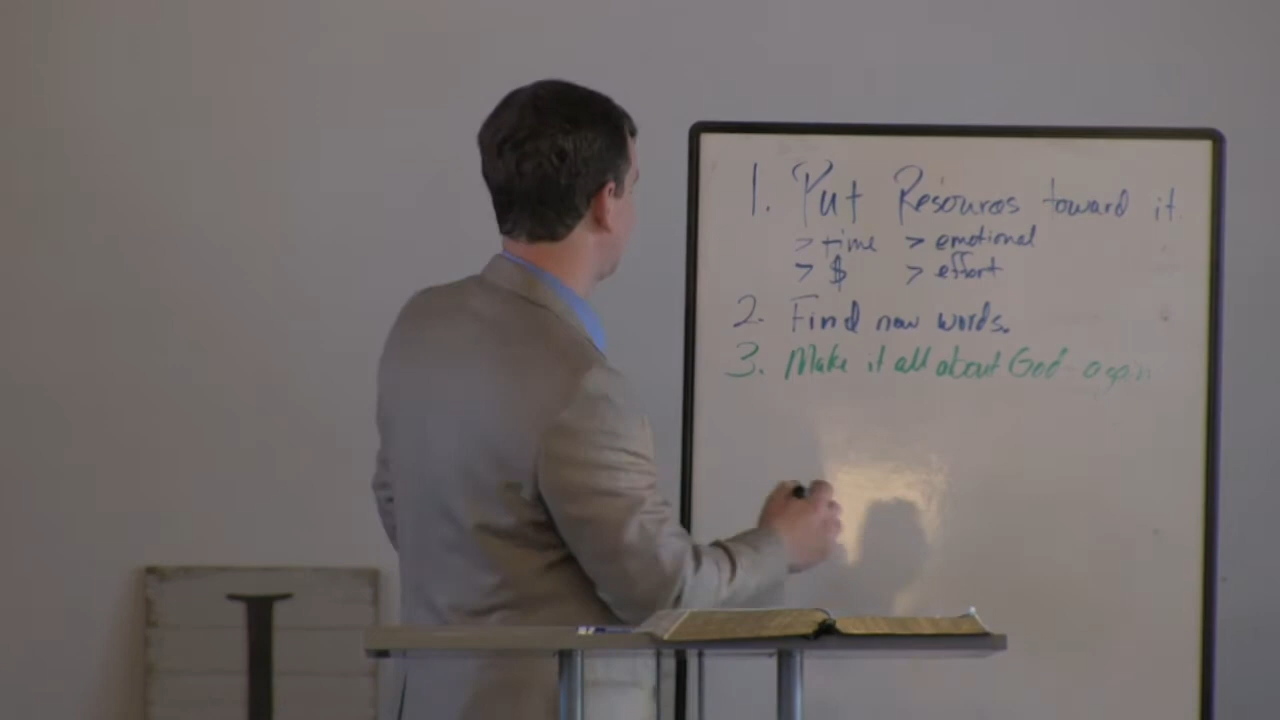 1. Put Resources toward it
> time > emotional
> $ > effort
2. Find new words.
3. Make it all about God again
I